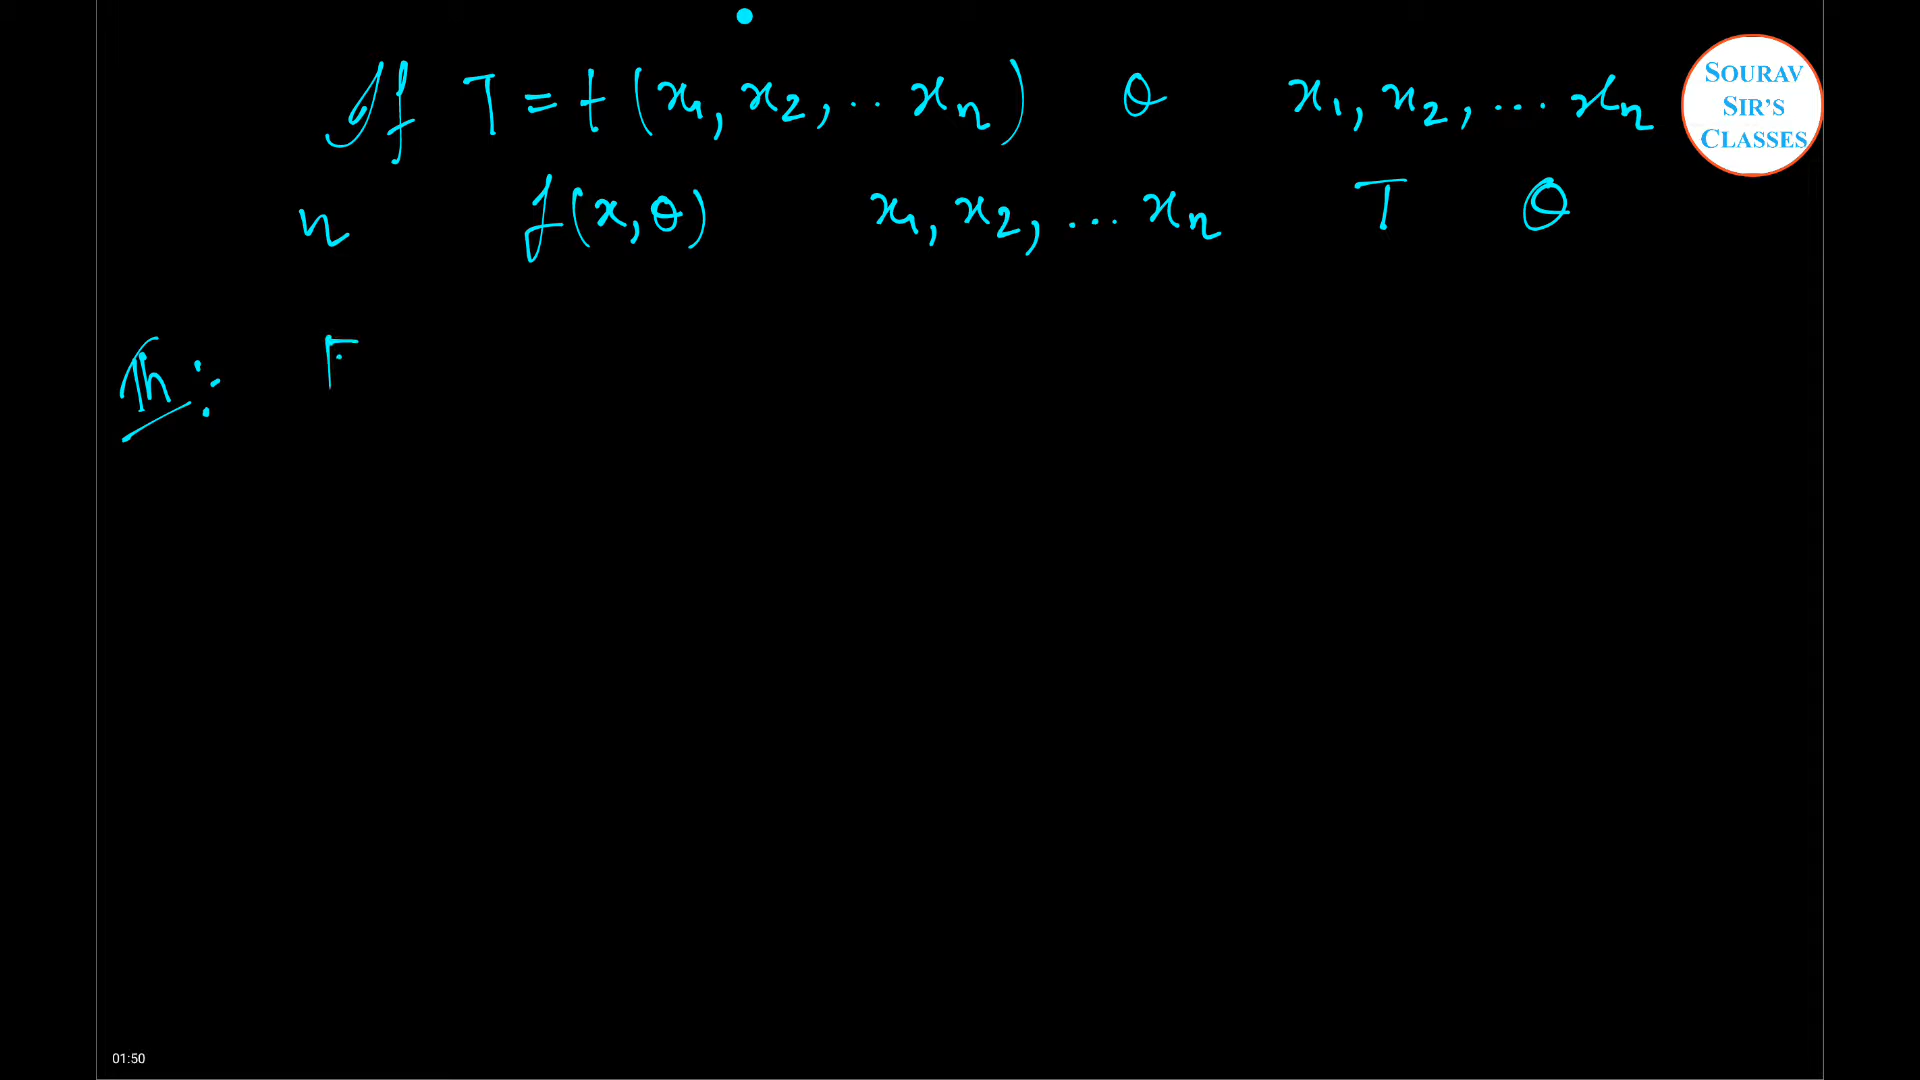 If T = t (x₁, x₂, .. xₙ) θ x₁, x₂, ... xₙ
n f(x, θ) x₁, x₂, ... xₙ T θ
Th :
SOURAV
SIR'S
CLASSES
01:50